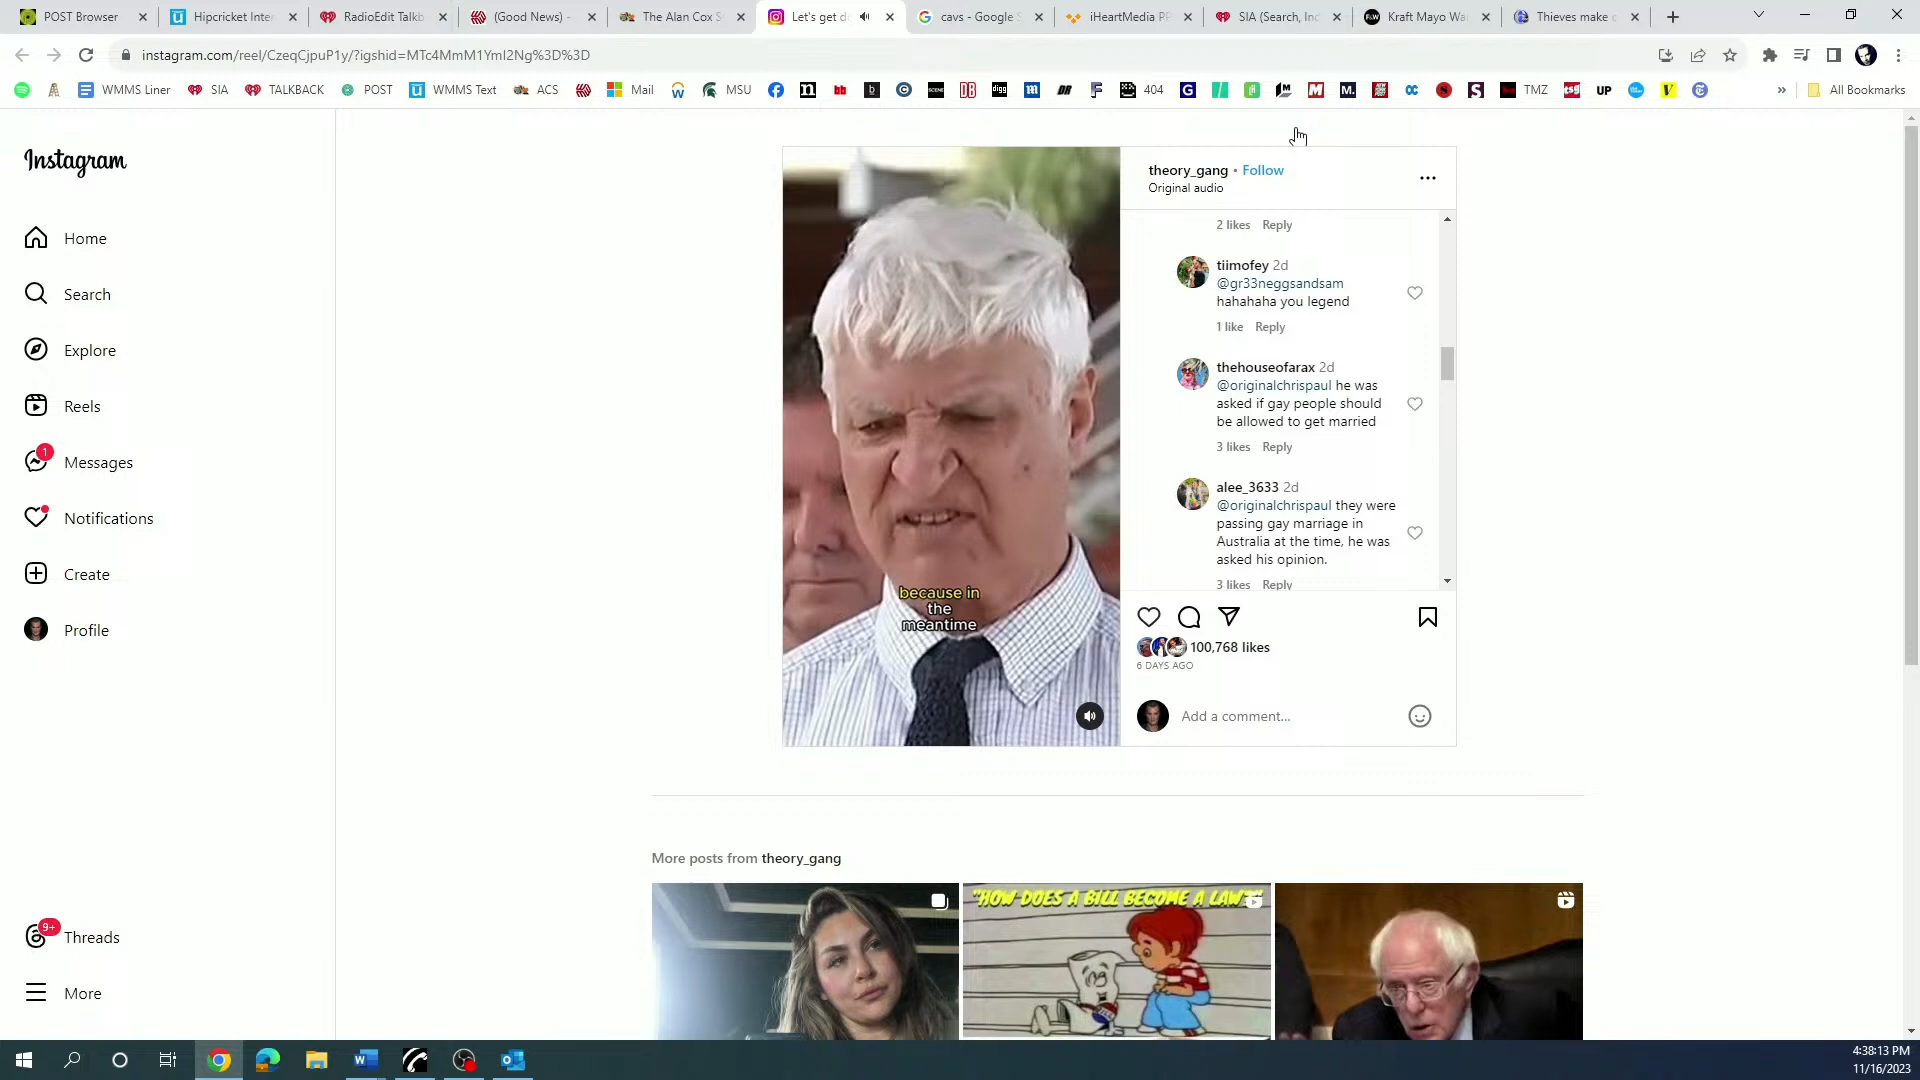 POST Browser
Hipcricket Inter
RadioEdit Talkb
(Good News) -
The Alan Cox S
Let's get d
cavs - Google S
iHeartMedia PP
SIA (Search, Inc
Kraft Mayo Wa
Thieves make c
instagram.com/reel/CzeqCjpuP1y/?igshid=MTc4MmM1YmI2Ng%3D%3D
WMMS Liner
SIA
TALKBACK
POST
WMMS Text
ACS
Mail
MSU
404
TMZ
UP
All Bookmarks
Instagram
Home
Search
Explore
Reels
1
Messages
Notifications
Create
Profile
9+
Threads
More
because in
the
meantime
theory_gang • Follow
Original audio
2 likes Reply
tiimofey 2d
@gr33neggsandsam
hahahaha you legend
1 like Reply
thehouseofarax 2d
@originalchrispaul he was
asked if gay people should
be allowed to get married
3 likes Reply
alee_3633 2d
@originalchrispaul they were
passing gay marriage in
Australia at the time, he was
asked his opinion.
3 likes Reply
100,768 likes
6 DAYS AGO
Add a comment...
More posts from theory_gang
"HOW DOES A BILL BECOME A LAW?"
4:38:13 PM
11/16/2023